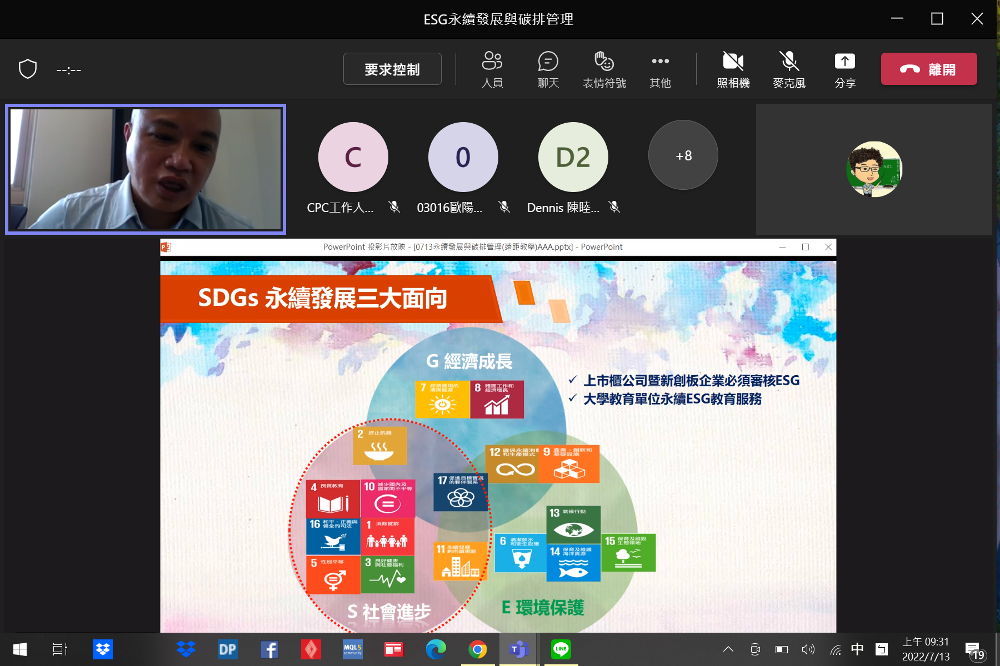 ESG永續發展與碳排管理
--:--
要求控制
人員
聊天
表情符號
其他
照相機
麥克風
分享
離開
C
0
D2
+8
CPC工作人...
03016歐陽...
Dennis 陳睦...
PowerPoint 投影片放映 - [0713永續發展與碳排管理(遠距教學)AAA.pptx] - PowerPoint
SDGs 永續發展三大面向
G 經濟成長
7 經濟適用的
清潔能源
8 體面工作和
經濟增長
✓ 上市櫃公司暨新創板企業必須審核ESG
✓ 大學教育單位永續ESG教育服務
2 終止飢餓
12 確保永續消費
和生產模式
9 產業、創新和
基礎設施
4 良質教育
10 減少國內及
國家間不平等
17 促進目標實現
的夥伴關系
16 和平、正義與
健全的司法
1 消除貧窮
13 氣候行動
6 清潔飲水
和衛生設施
15 保育及維護
生態領地
11 永續發展
的市鎮規劃
14 保育及維護
海洋資源
5 性別平等
3 良好健康
與社會福利
S 社會進步
E 環境保護
DP
MQL5
community
LINE
中
ㄅ
上午 09:31
2022/7/13
19